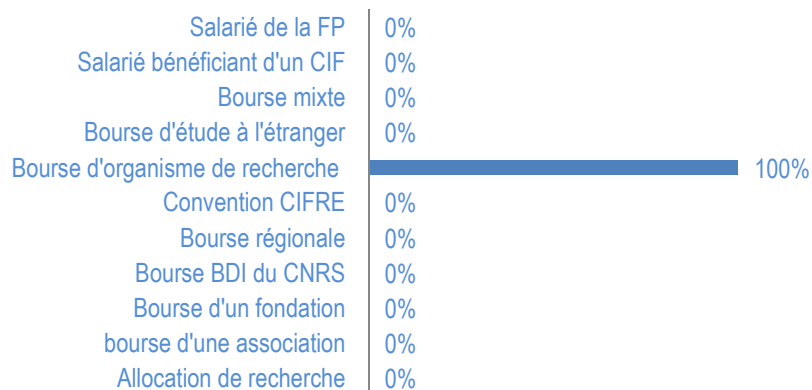 Salarié de la FP 0%
Salarié bénéficiant d'un CIF 0%
Bourse mixte 0%
Bourse d'étude à l'étranger 0%
Bourse d'organisme de recherche 100%
Convention CIFRE 0%
Bourse régionale 0%
Bourse BDI du CNRS 0%
Bourse d'un fondation 0%
bourse d'une association 0%
Allocation de recherche 0%